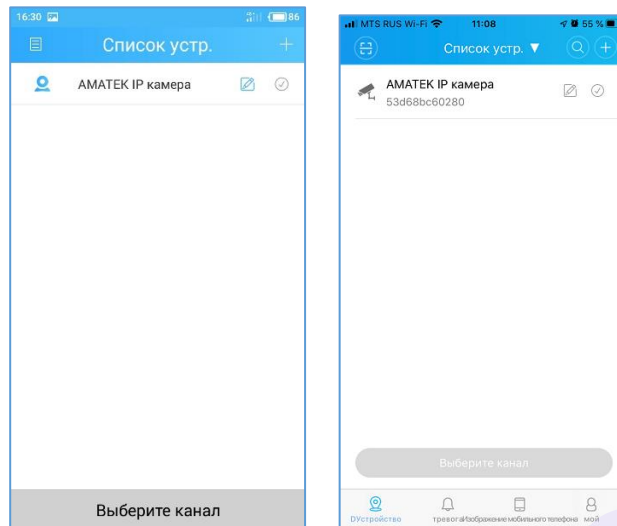 16:30 86
Список устр.
AMATEK IP камера
Выберите канал
MTS RUS Wi-Fi 11:08 55 %
Список устр. ▼
AMATEK IP камера
53d68bc60280
Выберите канал
DУстройство тревога Изображение мобильного телефона мой